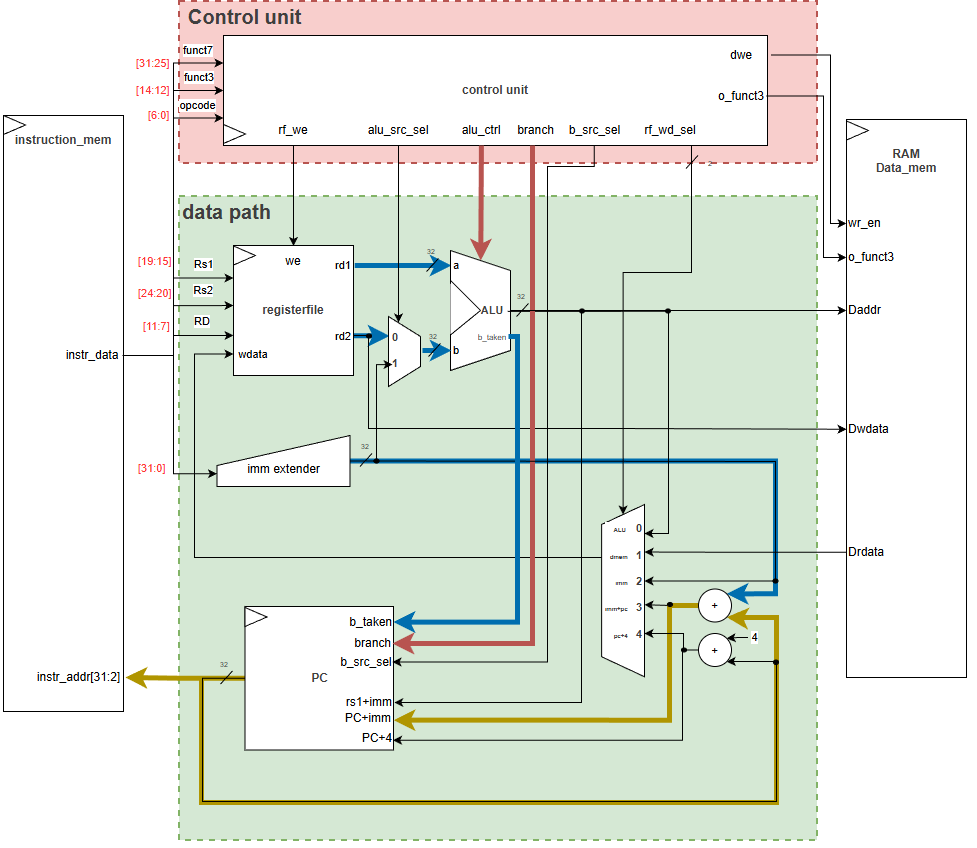 Control unit
funct7
dwe
[31:25]
funct3
control unit
[14:12]
o_funct3
opcode
[6:0]
rf_we
alu_src_sel
alu_ctrl
branch
b_src_sel
rf_wd_sel
instruction_mem
RAM
Data_mem
2
data path
wr_en
[19:15]
Rs1
we
rd1
32
a
o_funct3
[24:20]
Rs2
registerfile
32
ALU
Daddr
[11:7]
RD
rd2
0
32
b_taken
b
wdata
1
instr_data
Dwdata
32
[31:0]
imm extender
ALU
0
dmem
1
Drdata
imm
2
imm+pc
3
+
b_taken
pc+4
4
4
branch
+
b_src_sel
32
PC
instr_addr[31:2]
rs1+imm
PC+imm
PC+4